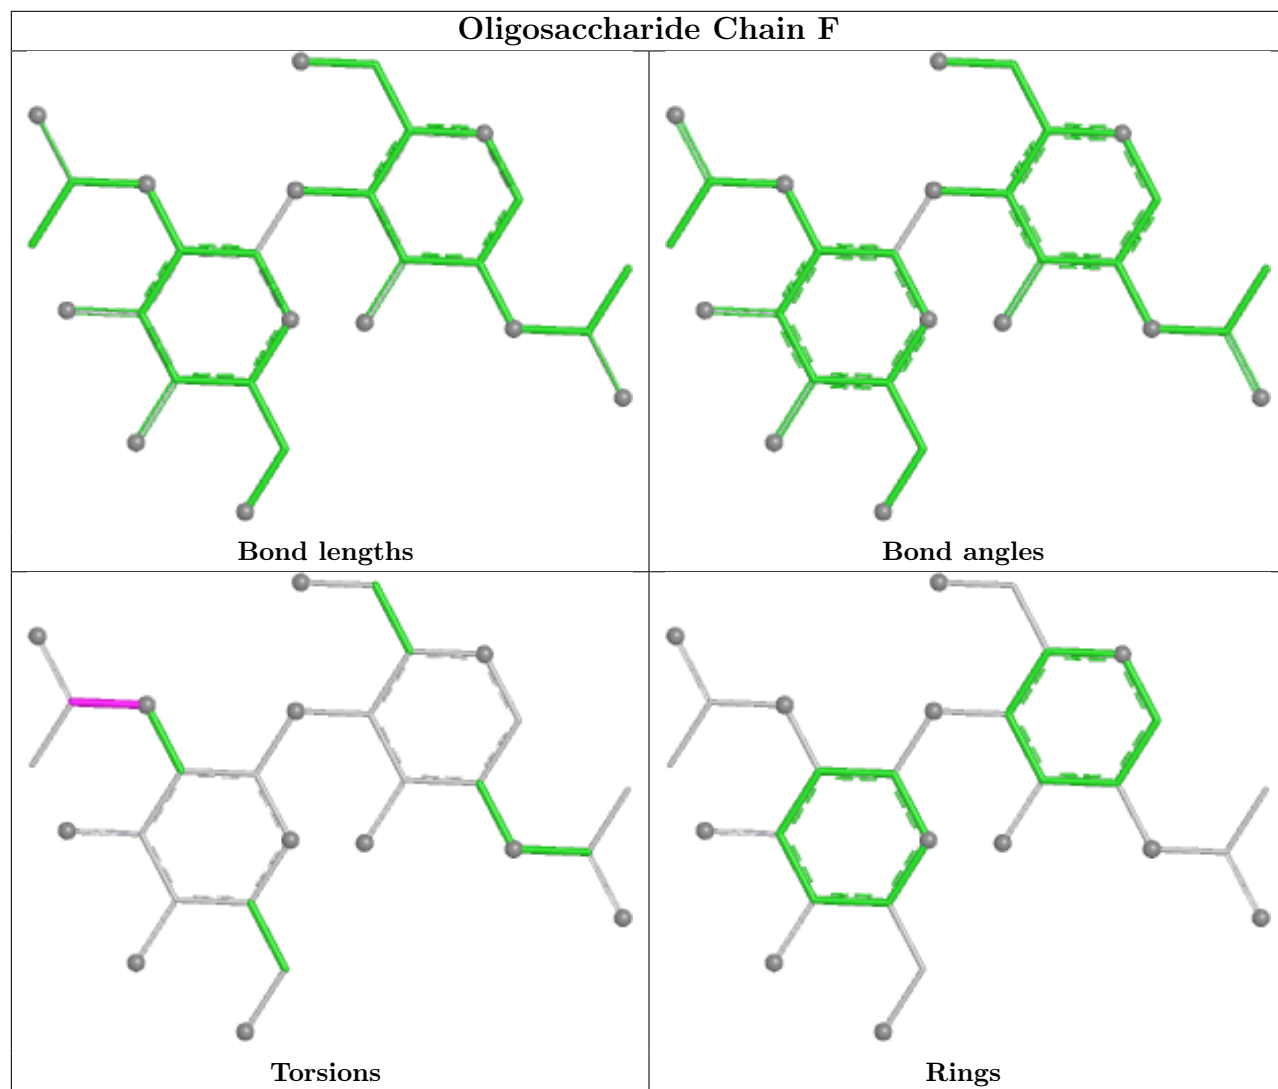 Oligosaccharide Chain F
Bond lengths
Bond angles
Torsions
Rings